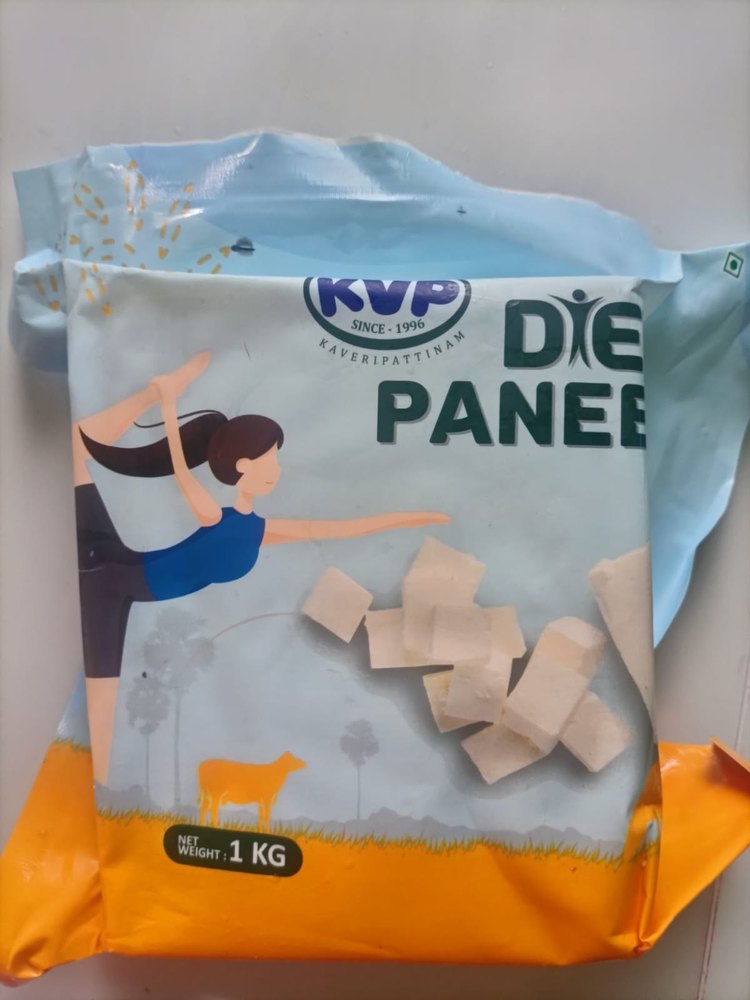 KVP
SINCE - 1996
KAVERIPATTINAM
DIE
PANEE
NET
WEIGHT : 1 KG